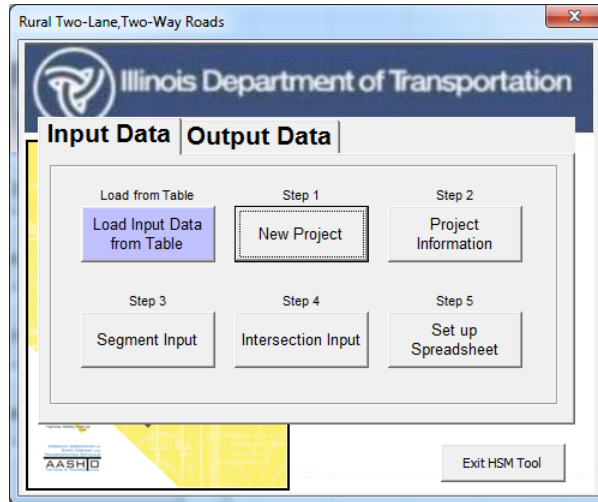 Rural Two-Lane,Two-Way Roads
Illinois Department of Transportation
Input Data
Output Data
Load from Table
Step 1
Step 2
Load Input Data
from Table
New Project
Project
Information
Step 3
Step 4
Step 5
Segment Input
Intersection Input
Set up
Spreadsheet
AASHTO
Exit HSM Tool